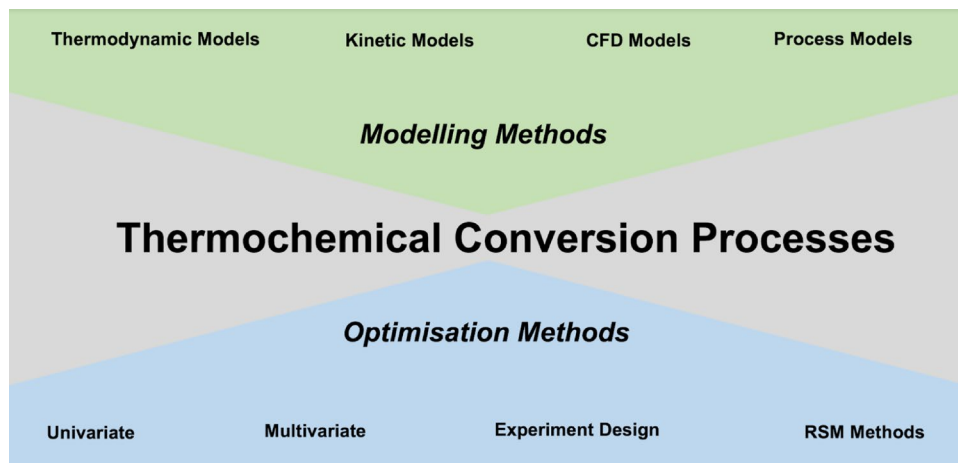 Thermodynamic Models Kinetic Models CFD Models Process Models
Modelling Methods
Thermochemical Conversion Processes
Optimisation Methods
Univariate Multivariate Experiment Design RSM Methods